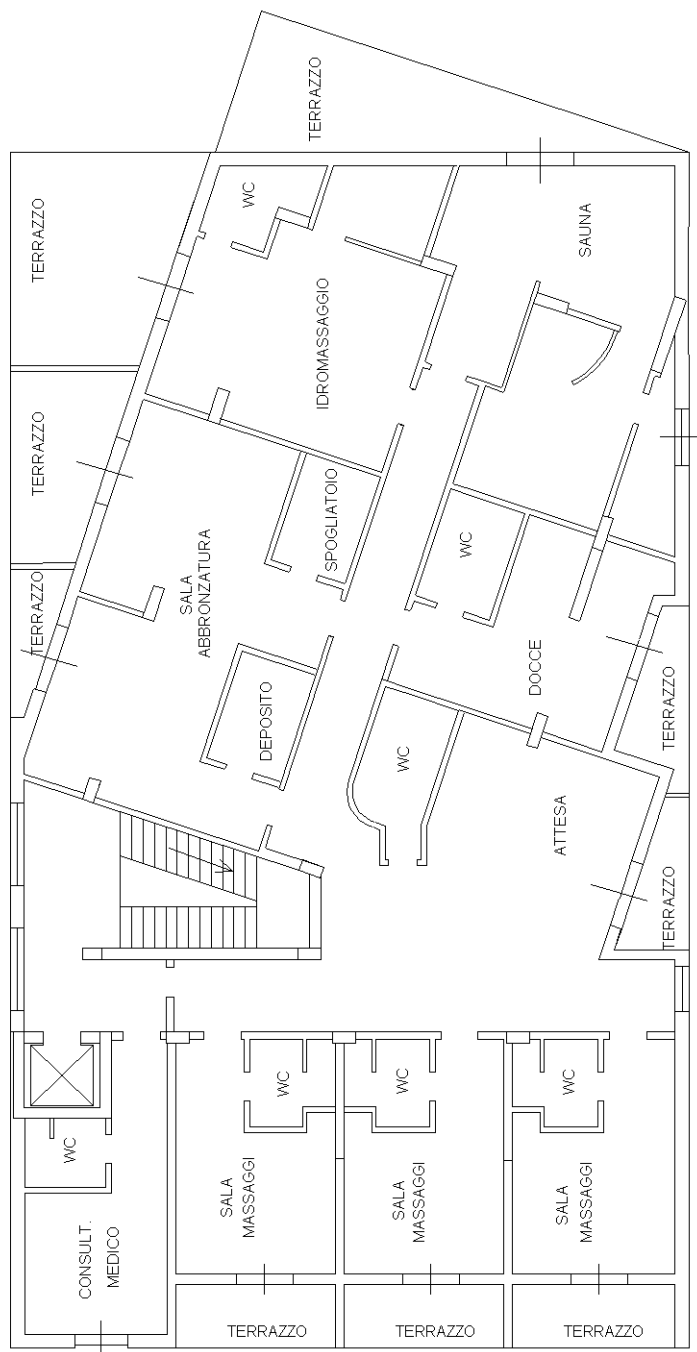 TERRAZZO
WC
TERRAZZO
SAUNA
IDROMASSAGGIO
TERRAZZO
SPOGLIATOIO
WC
SALA
ABBRONZATURA
TERRAZZO
DOCCE
DEPOSITO
TERRAZZO
WC
ATTESA
TERRAZZO
WC
WC
WC
WC
SALA
MASSAGGI
SALA
MASSAGGI
SALA
MASSAGGI
CONSULT.
MEDICO
TERRAZZO
TERRAZZO
TERRAZZO